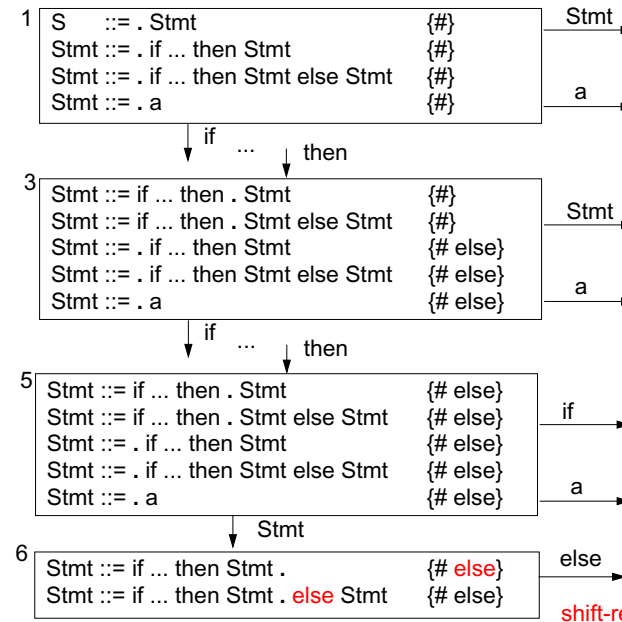 1
S ::= . Stmt {#} Stmt
Stmt ::= . if ... then Stmt {#}
Stmt ::= . if ... then Stmt else Stmt {#}
Stmt ::= . a {#} a
if ... then
3
Stmt ::= if ... then . Stmt {#}
Stmt ::= if ... then . Stmt else Stmt {#} Stmt
Stmt ::= . if ... then Stmt {# else}
Stmt ::= . if ... then Stmt else Stmt {# else}
Stmt ::= . a {# else} a
if ... then
5
Stmt ::= if ... then . Stmt {# else}
Stmt ::= if ... then . Stmt else Stmt {# else} if
Stmt ::= . if ... then Stmt {# else}
Stmt ::= . if ... then Stmt else Stmt {# else}
Stmt ::= . a {# else} a
Stmt
6
Stmt ::= if ... then Stmt . {# else} else
Stmt ::= if ... then Stmt . else Stmt {# else}
shift-re